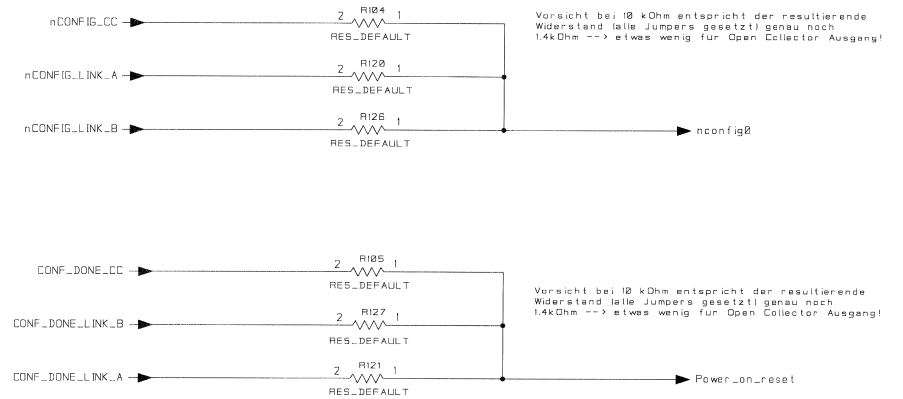 nCONFIG_CC
2 R104 1
RES_DEFAULT
Vorsicht bei 10 kOhm entspricht der resultierende
Widerstand (alle Jumpers gesetzt) genau noch
1.4kOhm --> etwas wenig fur Open Collector Ausgang!
nCONFIG_LINK_A
2 R120 1
RES_DEFAULT
nCONFIG_LINK_B
2 R126 1
RES_DEFAULT
nconfig0
CONF_DONE_CC
2 R105 1
RES_DEFAULT
Vorsicht bei 10 kOhm entspricht der resultierende
Widerstand (alle Jumpers gesetzt) genau noch
1.4kOhm --> etwas wenig fur Open Collector Ausgang!
CONF_DONE_LINK_B
2 R127 1
RES_DEFAULT
CONF_DONE_LINK_A
2 R121 1
RES_DEFAULT
Power_on_reset